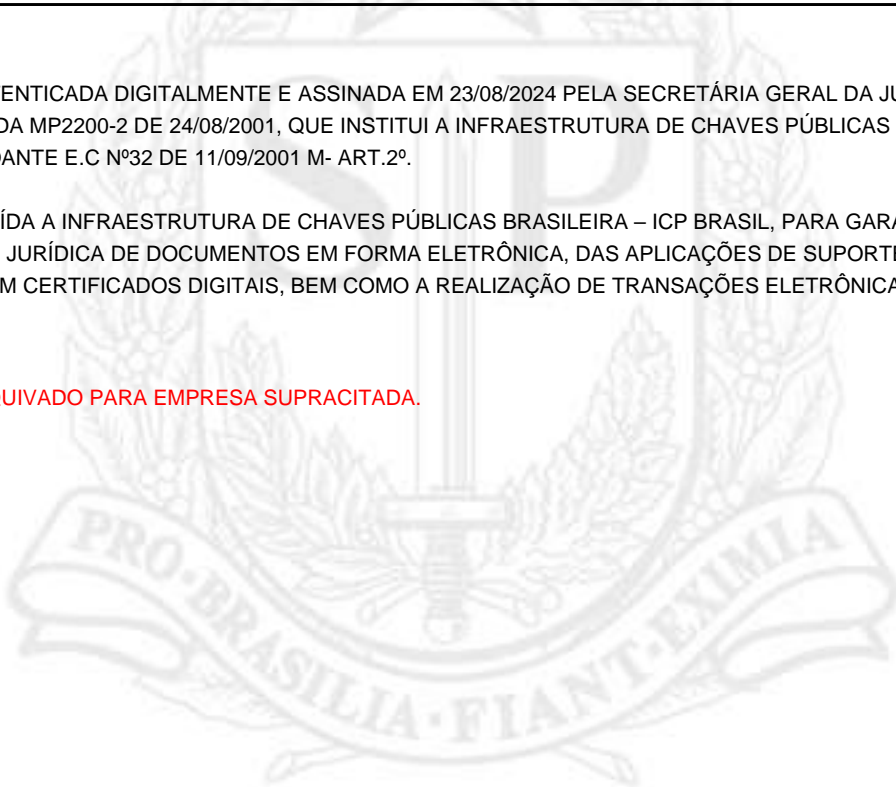 ENTICADA DIGITALMENTE E ASSINADA EM 23/08/2024 PELA SECRETÁRIA GERAL DA JU
DA MP2200-2 DE 24/08/2001, QUE INSTITUI A INFRAESTRUTURA DE CHAVES PÚBLICAS
DANTE E.C Nº32 DE 11/09/2001 M- ART.2º.
ÍDA A INFRAESTRUTURA DE CHAVES PÚBLICAS BRASILEIRA – ICP BRASIL, PARA GARA
JURÍDICA DE DOCUMENTOS EM FORMA ELETRÔNICA, DAS APLICAÇÕES DE SUPORTE
M CERTIFICADOS DIGITAIS, BEM COMO A REALIZAÇÃO DE TRANSAÇÕES ELETRÔNICA
QUIVADO PARA EMPRESA SUPRACITADA.
SP
PRO·BRASILIA·FIANT·EXIMIA